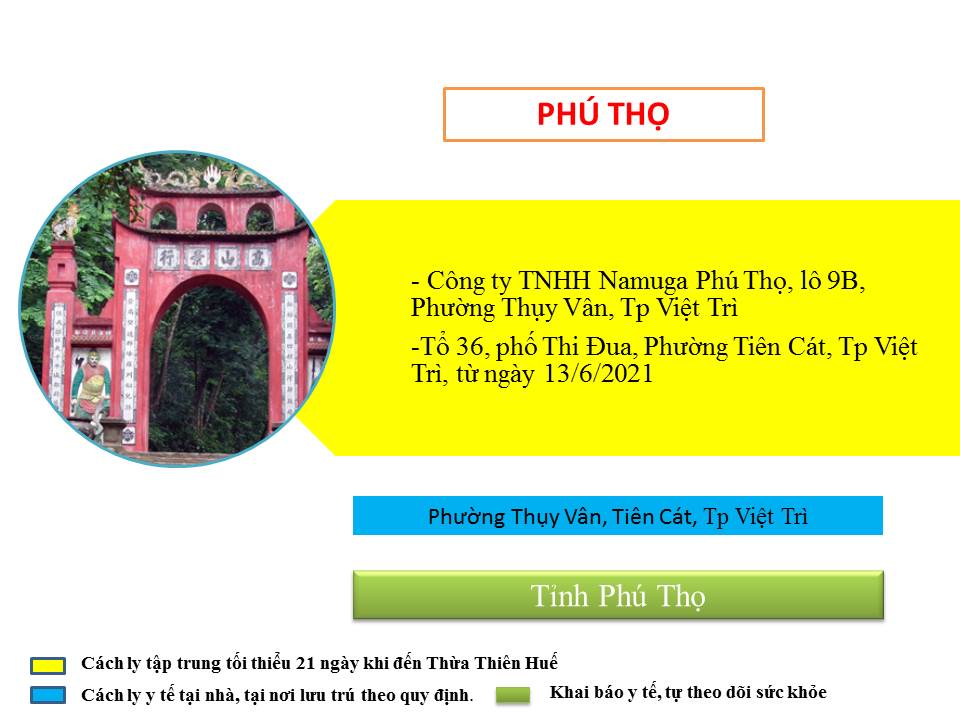 PHÚ THỌ
高山景行
- Công ty TNHH Namuga Phú Thọ, lô 9B,
Phường Thụy Vân, Tp Việt Trì
-Tổ 36, phố Thi Đua, Phường Tiên Cát, Tp Việt
Trì, từ ngày 13/6/2021
Phường Thụy Vân, Tiên Cát, Tp Việt Trì
Tỉnh Phú Thọ
Cách ly tập trung tối thiểu 21 ngày khi đến Thừa Thiên Huế
Cách ly y tế tại nhà, tại nơi lưu trú theo quy định.
Khai báo y tế, tự theo dõi sức khỏe